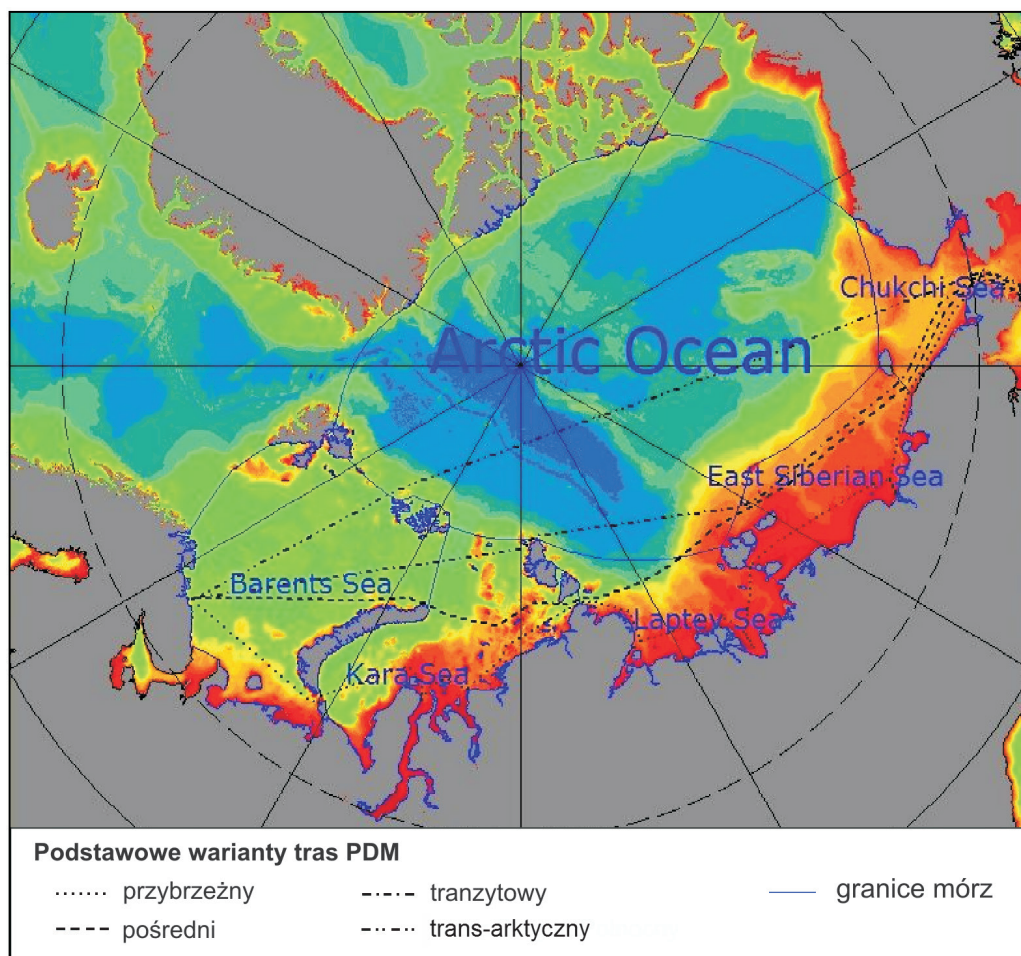 Chukchi Sea
Arctic Ocean
East Siberian Sea
Barents Sea
Laptev Sea
Kara Sea
Podstawowe warianty tras PDM
przybrzeżny
tranzytowy
granice mórz
pośredni
trans-arktyczny